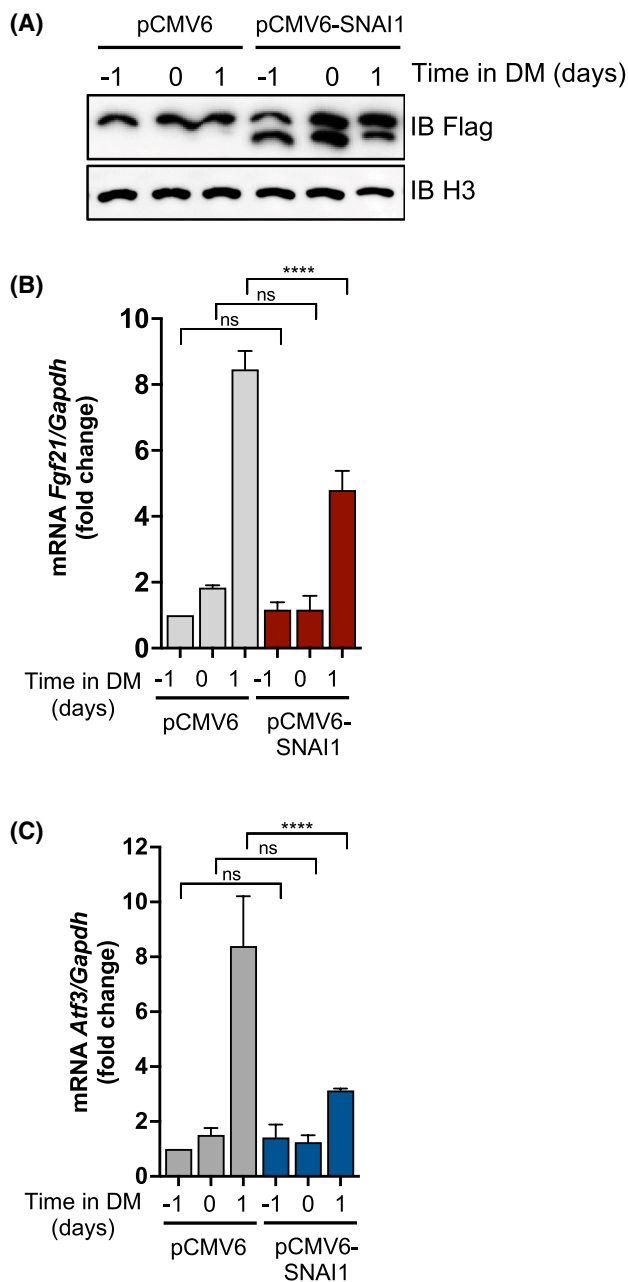 (A)
pCMV6 pCMV6-SNAI1
-1 0 1 -1 0 1 Time in DM (days)
IB Flag
IB H3
(B)
****
ns
ns
10
8
6
4
2
0
mRNA Fgf21/Gapdh
(fold change)
Time in DM -1 0 1 -1 0 1
(days)
pCMV6 pCMV6-
SNAI1
(C)
****
ns
ns
12
10
8
6
4
2
0
mRNA Atf3/Gapdh
(fold change)
Time in DM -1 0 1 -1 0 1
(days)
pCMV6 pCMV6-
SNAI1